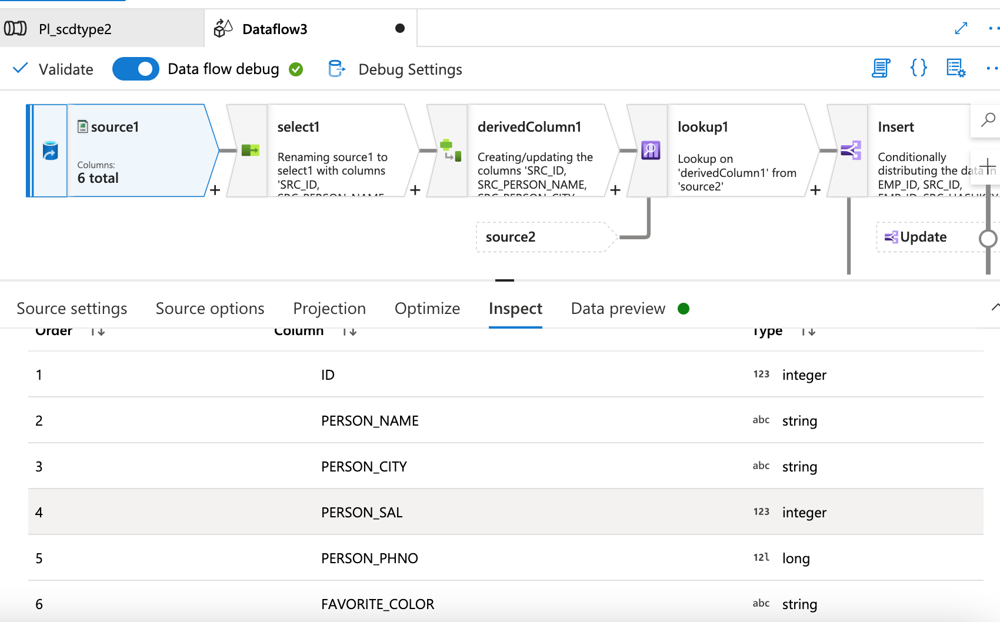 Pl_scdtype2
Dataflow3
Validate
Data flow debug
Debug Settings
source1
Columns:
6 total
select1
Renaming source1 to
select1 with columns
'SRC_ID,
SRC_PERSON_NAME
derivedColumn1
Creating/updating the
columns 'SRC_ID,
SRC_PERSON_NAME,
SRC_PERSON_CITY
lookup1
Lookup on
'derivedColumn1' from
'source2'
Insert
Conditionally
distributing the data in
EMP_ID, SRC_ID,
EMP_ID, SRC_HASHKEY
source2
Update
Source settings
Source options
Projection
Optimize
Inspect
Data preview
Order
Column
Type
1
ID
123
integer
2
PERSON_NAME
abc
string
3
PERSON_CITY
abc
string
4
PERSON_SAL
123
integer
5
PERSON_PHNO
12l
long
6
FAVORITE_COLOR
abc
string